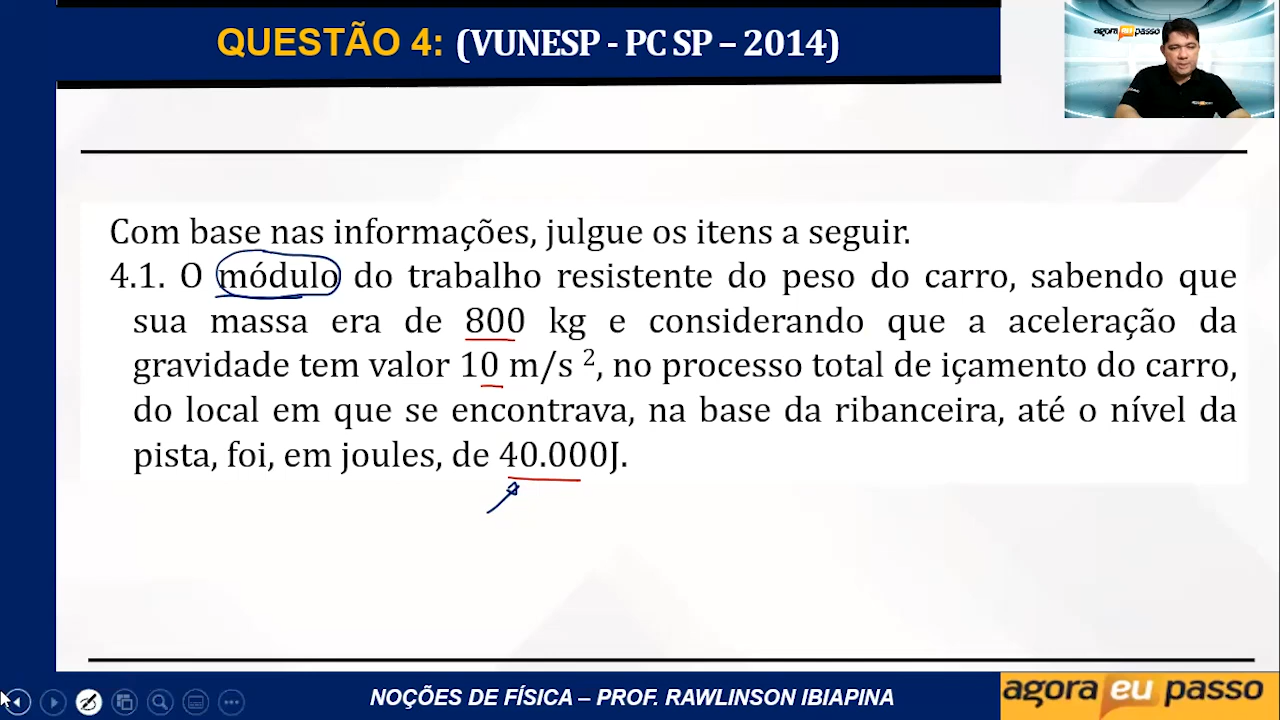 QUESTÃO 4: (VUNESP - PC SP – 2014)
agora eu passo
Com base nas informações, julgue os itens a seguir.
4.1. O módulo do trabalho resistente do peso do carro, sabendo que
sua massa era de 800 kg e considerando que a aceleração da
gravidade tem valor 10 m/s ², no processo total de içamento do carro,
do local em que se encontrava, na base da ribanceira, até o nível da
pista, foi, em joules, de 40.000J.
NOÇÕES DE FÍSICA – PROF. RAWLINSON IBIAPINA
agora eu passo